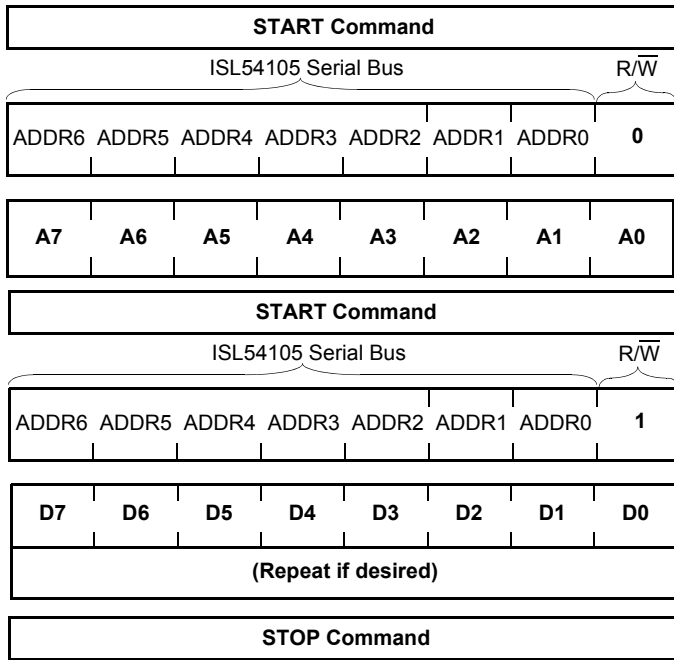 START Command
ISL54105 Serial Bus R/W̅
ADDR6 ADDR5 ADDR4 ADDR3 ADDR2 ADDR1 ADDR0 0
A7 A6 A5 A4 A3 A2 A1 A0
START Command
ISL54105 Serial Bus R/W̅
ADDR6 ADDR5 ADDR4 ADDR3 ADDR2 ADDR1 ADDR0 1
D7 D6 D5 D4 D3 D2 D1 D0
(Repeat if desired)
STOP Command